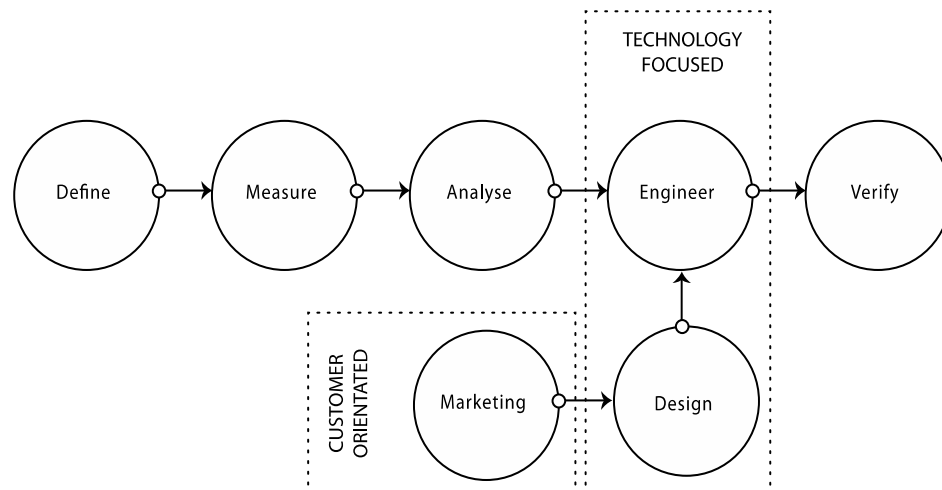 TECHNOLOGY
FOCUSED
Define
Measure
Analyse
Engineer
Verify
CUSTOMER
ORIENTATED
Marketing
Design